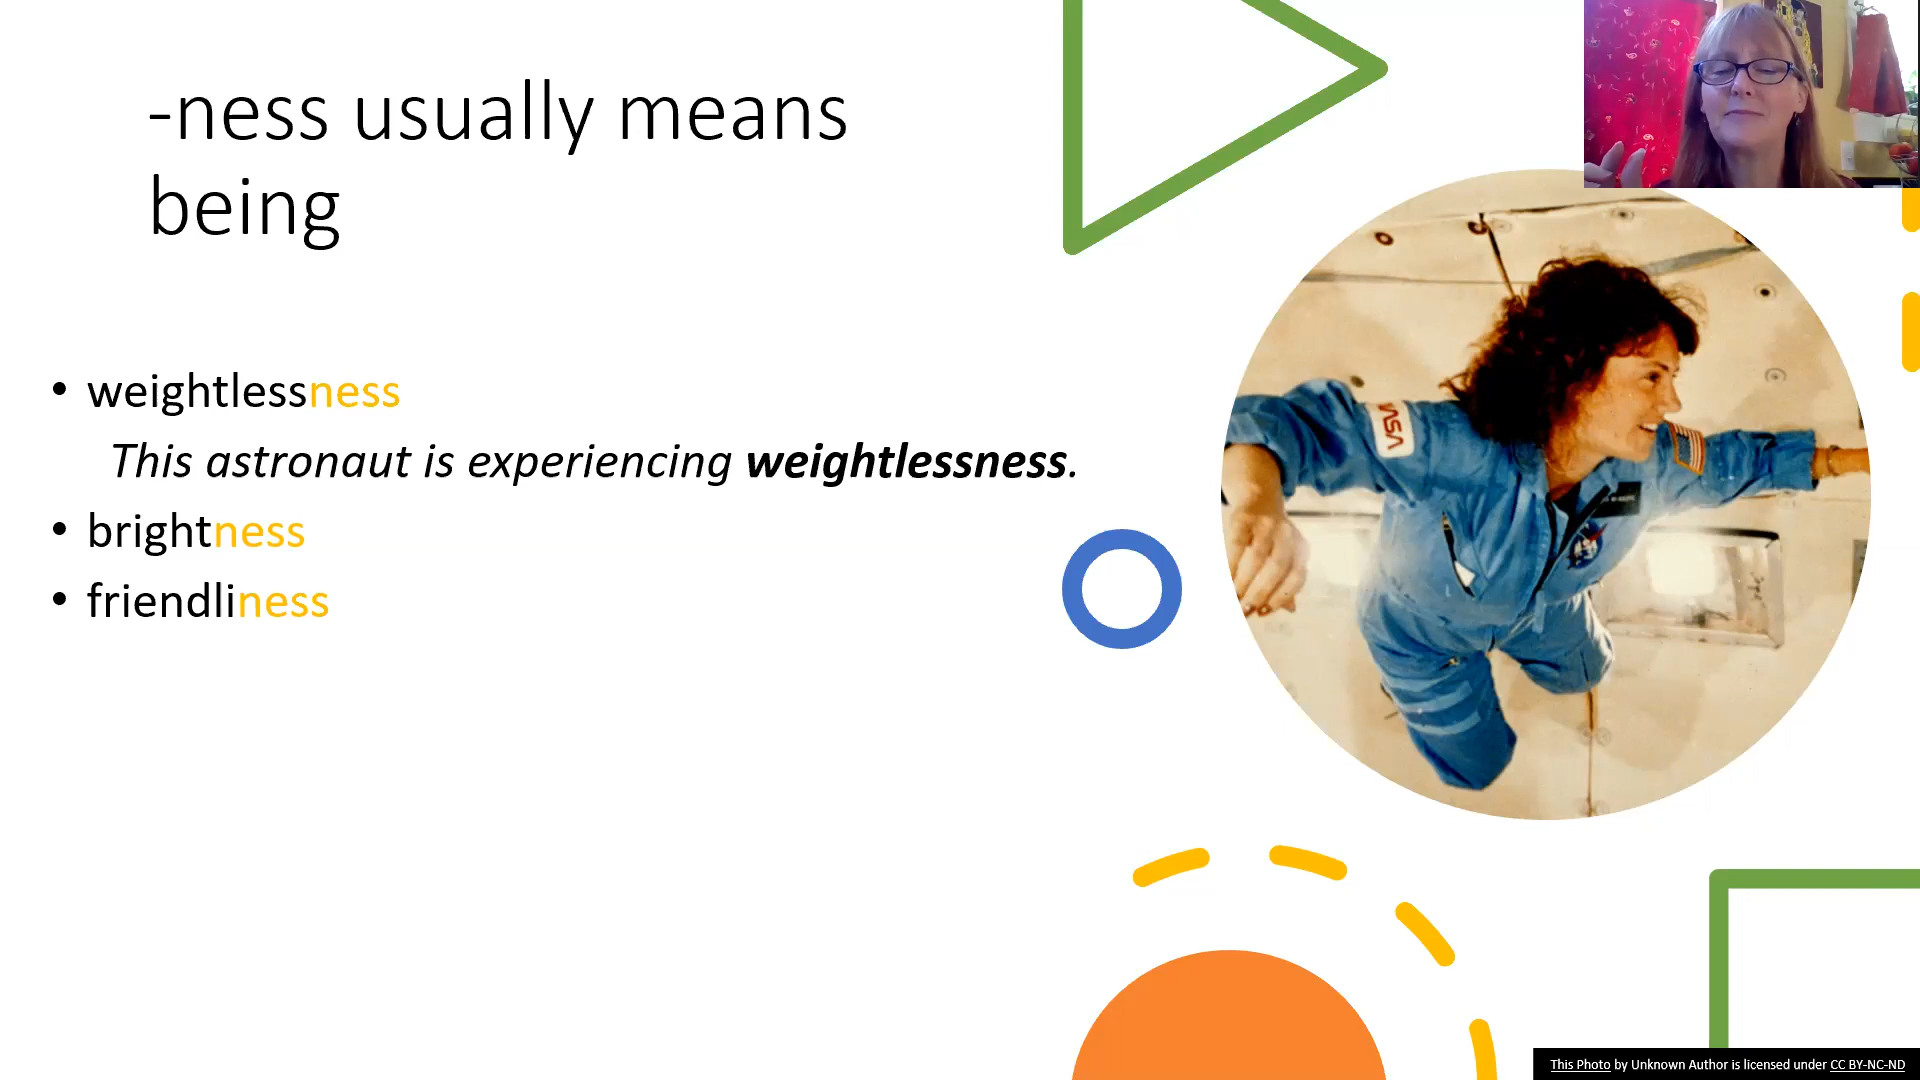 -ness usually means
being
• weightlessness
This astronaut is experiencing weightlessness.
• brightness
• friendliness
NASA
This Photo by Unknown Author is licensed under CC BY-NC-ND